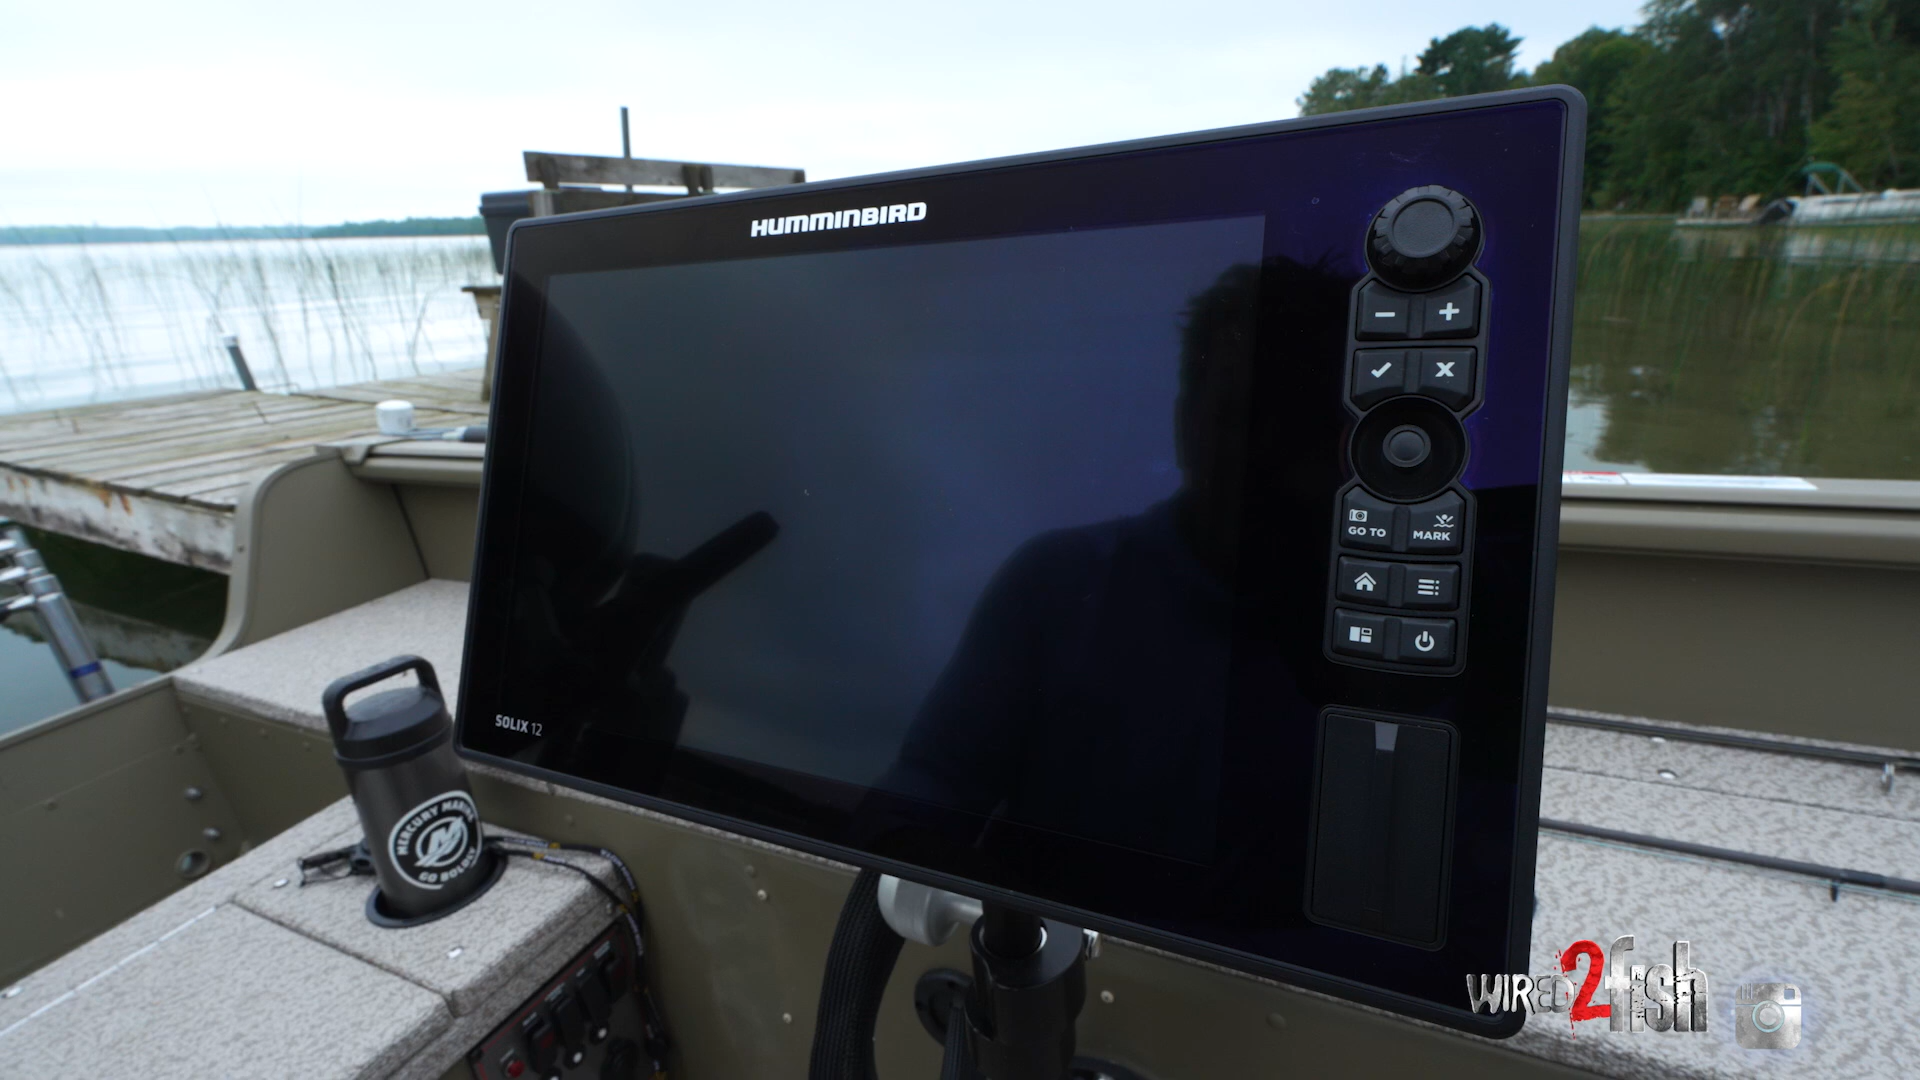 HUMMINBIRD
GO TO
MARK
SOLIX 12
MERCURY MARINE
GO BOLDLY
WIRED2fish